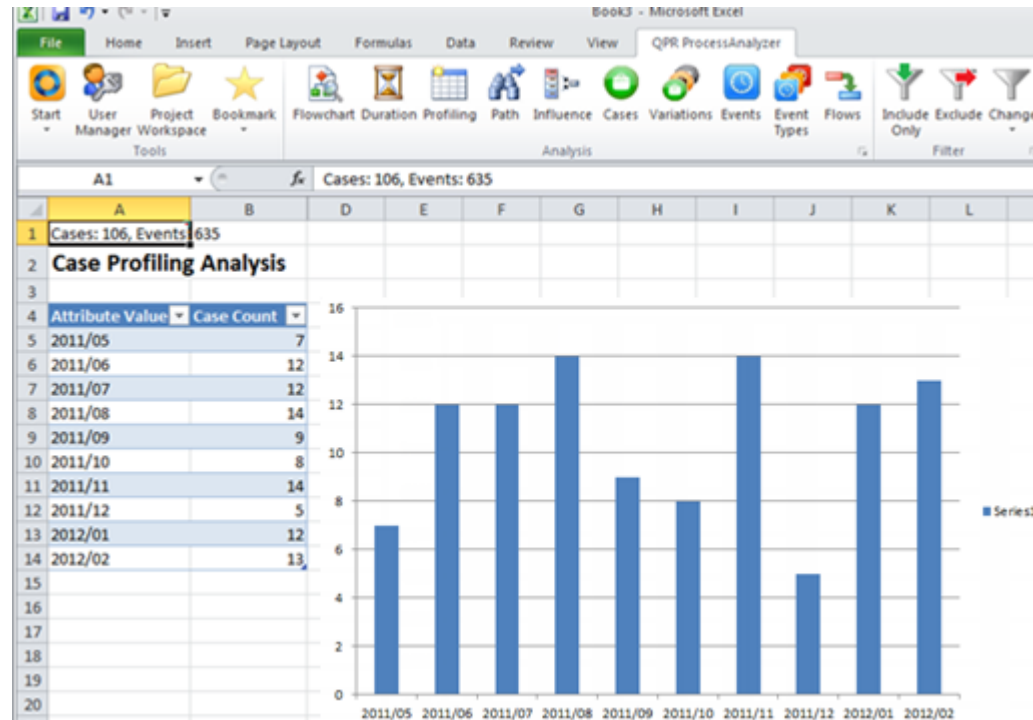 Book3 - Microsoft Excel
File Home Insert Page Layout Formulas Data Review View QPR ProcessAnalyzer
Start User Manager Project Workspace Bookmark Flowchart Duration Profiling Path Influence Cases Variations Events Event Types Flows Include Only Exclude Change
Tools Analysis Filter
A1 fx Cases: 106, Events: 635
A B D E F G H I J K L
1 Cases: 106, Events: 635
2 Case Profiling Analysis
3
4 Attribute Value Case Count
5 2011/05 7
6 2011/06 12
7 2011/07 12
8 2011/08 14
9 2011/09 9
10 2011/10 8
11 2011/11 14
12 2011/12 5
13 2012/01 12
14 2012/02 13
15
16
17
18
19
20
16
14
12
10
8
6
4
2
0
2011/05 2011/06 2011/07 2011/08 2011/09 2011/10 2011/11 2011/12 2012/01 2012/02
Series1